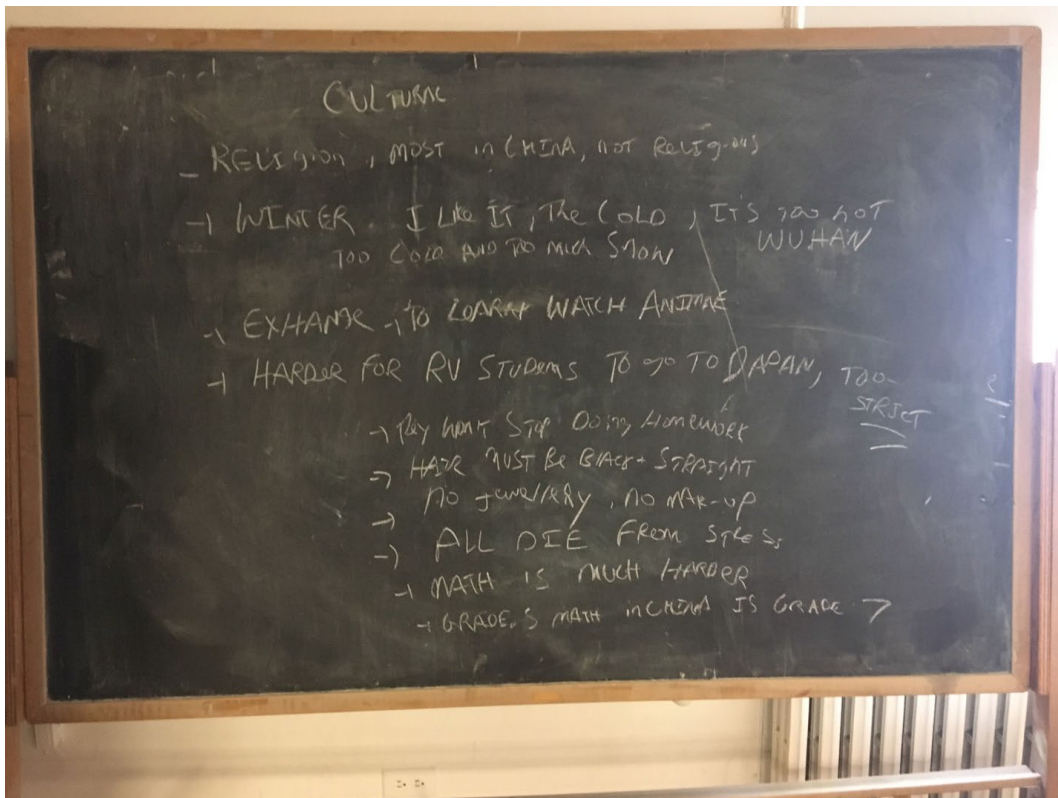 CULTURAL
- RELIGION, MOST in CHINA, not Religious
→ WINTER. I Like IT, The COLD, IT'S TOO HOT
WUHAN
TOO COLD AND TOO much SNOW
→ EXHANGE → TO LEARN WATCH ANIME
→ HARDER FOR RV STUDENTS TO go TO JAPAN, TOO
STRICT
→ They WON'T STOP Doing HOMEWORK
→ HAIR MUST Be BLACK + STRAIGHT
→ no jewellery, no MAK-UP
→ ALL DIE FROM STRESS
→ MATH IS MUCH HARDER
→ GRADE 5 MATH in CHINA IS GRADE 7